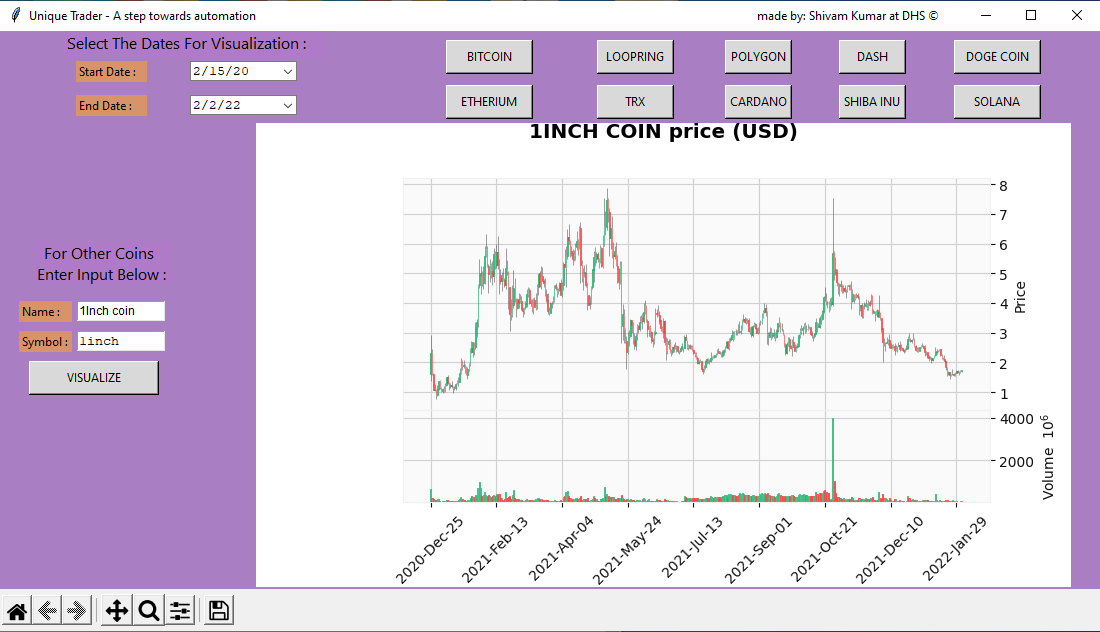 Unique Trader - A step towards automation
made by: Shivam Kumar at DHS ©
Select The Dates For Visualization :
Start Date :
2/15/20
End Date :
2/2/22
BITCOIN
LOOPRING
POLYGON
DASH
DOGE COIN
ETHERIUM
TRX
CARDANO
SHIBA INU
SOLANA
For Other Coins
Enter Input Below :
Name :
1Inch coin
Symbol :
1inch
VISUALIZE
1INCH COIN price (USD)
8
7
6
5
4
3
2
1
Price
4000
2000
Volume 10^6
2020-Dec-25
2021-Feb-13
2021-Apr-04
2021-May-24
2021-Jul-13
2021-Sep-01
2021-Oct-21
2021-Dec-10
2022-Jan-29